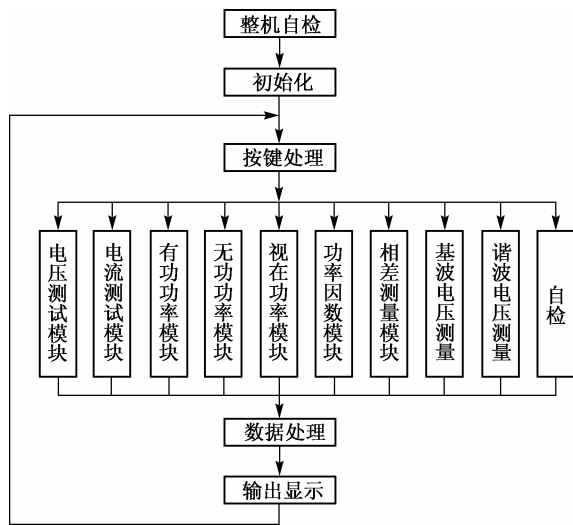 整机自检
初始化
按键处理
电压测试模块
电流测试模块
有功功率模块
无功功率模块
视在功率模块
功率因数模块
相差测量模块
基波电压测量
谐波电压测量
自检
数据处理
输出显示